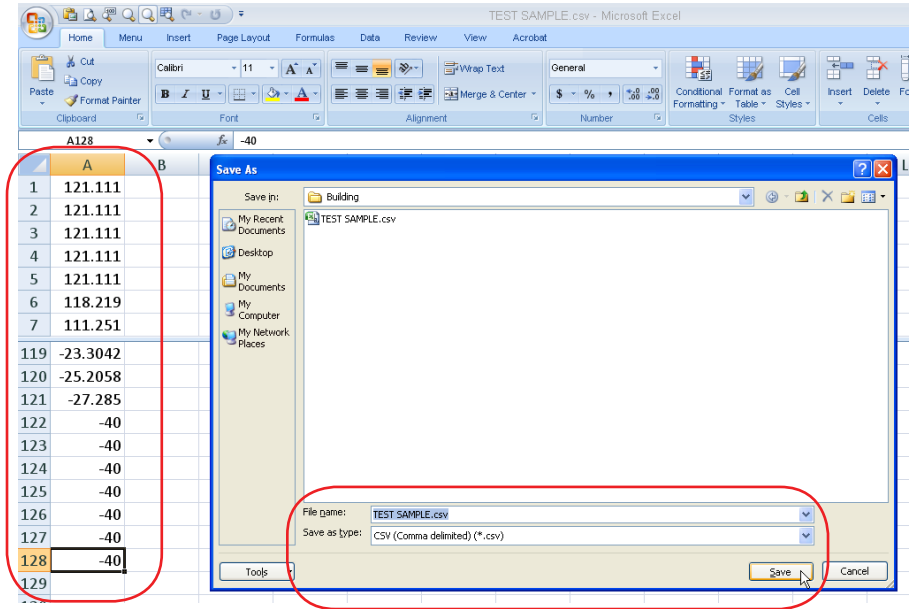 TEST SAMPLE.csv - Microsoft Excel
Home Menu Insert Page Layout Formulas Data Review View Acrobat
Cut
Copy
Format Painter
Paste
Clipboard
Calibri 11 A A
B I U A
Font
Wrap Text
Merge & Center
Alignment
General
$ % , .0 .00 .00 .0
Number
Conditional Formatting
Format as Table
Cell Styles
Styles
Insert Delete Fo
Cells
A128 fx -40
A B L
1 121.111
2 121.111
3 121.111
4 121.111
5 121.111
6 118.219
7 111.251
119 -23.3042
120 -25.2058
121 -27.285
122 -40
123 -40
124 -40
125 -40
126 -40
127 -40
128 -40
129
Save As
Save in: Building
My Recent Documents
Desktop
My Documents
My Computer
My Network Places
TEST SAMPLE.csv
File name: TEST SAMPLE.csv
Save as type: CSV (Comma delimited) (*.csv)
Tools Save Cancel